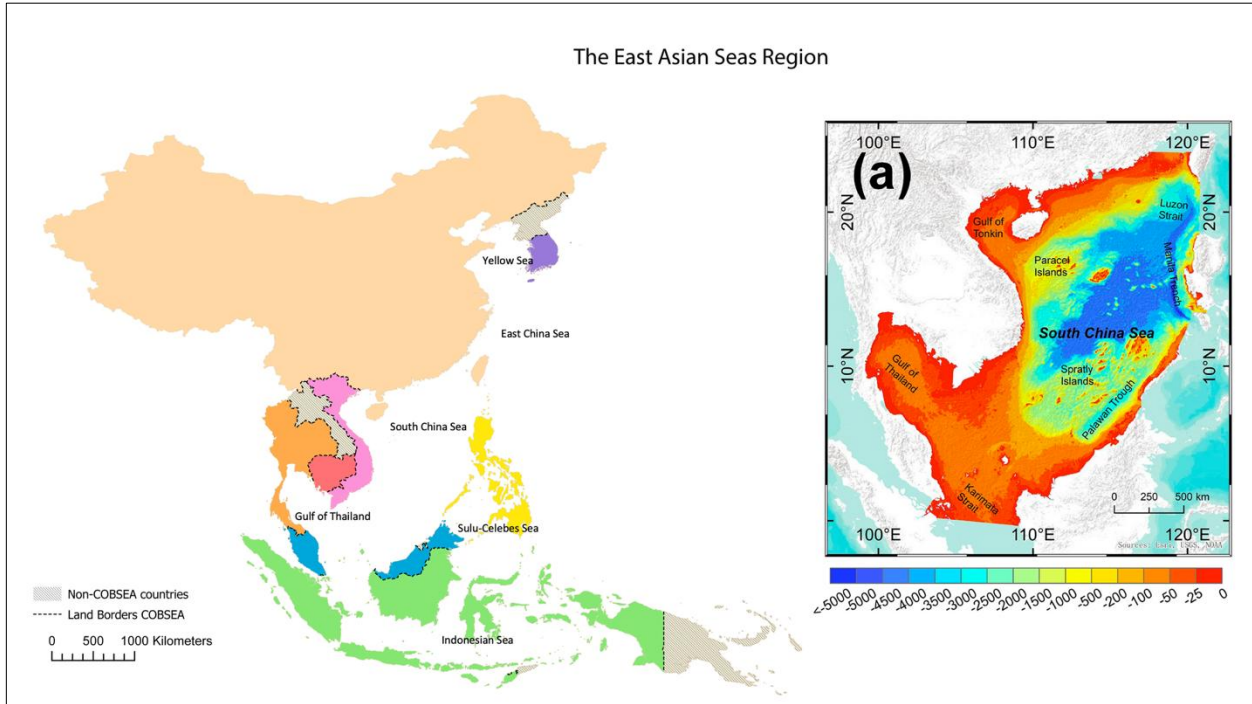 The East Asian Seas Region
Yellow Sea
East China Sea
South China Sea
Gulf of Thailand
Sulu-Celebes Sea
Indonesian Sea
Non-COBSEA countries
Land Borders COBSEA
0 500 1000 Kilometers
(a)
100°E 110°E 120°E
20°N 20°N
Luzon
Strait
Gulf of
Tonkin
Manila Trench
Paracel
Islands
South China Sea
10°N 10°N
Gulf of
Thailand
Spratly
Islands
Palawan Trough
Karimata
Strait
0 250 500 km
Sources: Esri, USGS, NOAA
100°E 110°E 120°E
<-5000 -5000 -4500 -4000 -3500 -3000 -2500 -2000 -1500 -1000 -500 -200 -100 -50 -25 0